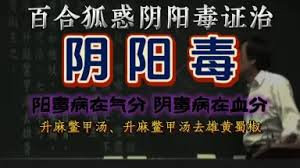 百合狐惑阴阳毒证治
阴阳毒
阳毒病在气分 阴毒病在血分
升麻鳖甲汤、升麻鳖甲汤去雄黄蜀椒